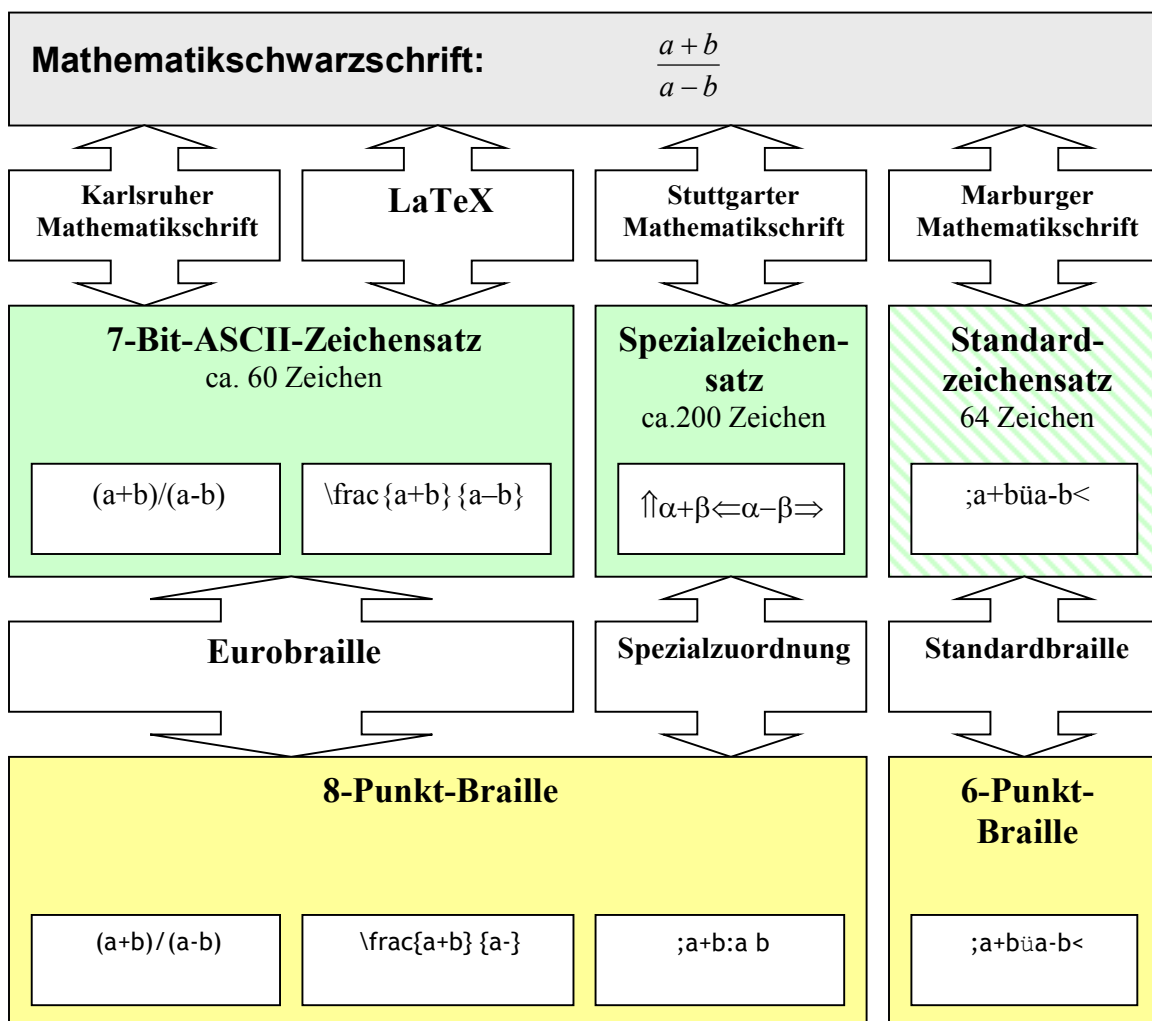 Mathematikschwarzschrift:
a + b
a − b
Karlsruher
Mathematikschrift
LaTeX
Stuttgarter
Mathematikschrift
Marburger
Mathematikschrift
7-Bit-ASCII-Zeichensatz
ca. 60 Zeichen
(a+b)/(a-b)
\frac{a+b}{a–b}
Spezialzeichen-
satz
ca.200 Zeichen
⇑α+β⇐α−β⇒
Standard-
zeichensatz
64 Zeichen
;a+büa-b<
Eurobraille
Spezialzuordnung
Standardbraille
8-Punkt-Braille
(a+b)/(a-b)
\frac{a+b} {a-}
;a+b:a b
6-Punkt-
Braille
;a+büa-b<